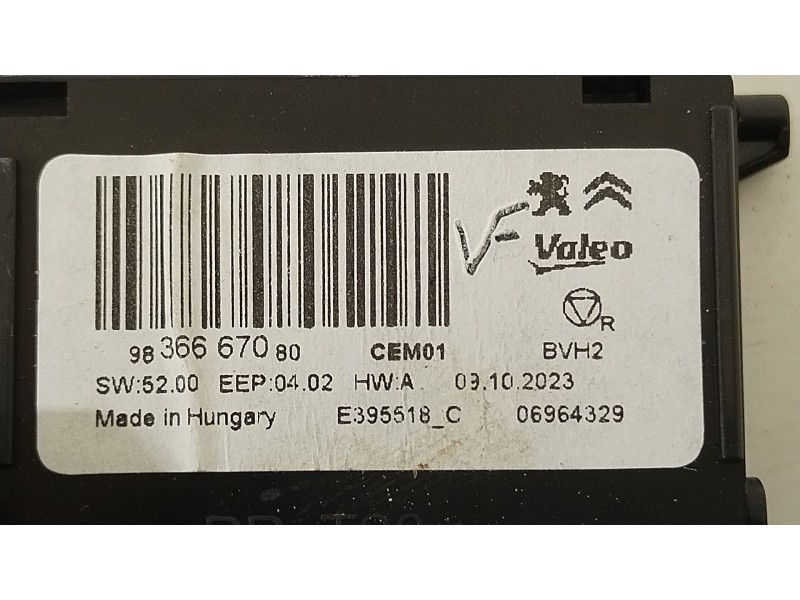 Valeo
R
98 366 670 80 CEM01 BVH2
SW:52.00 EEP:04.02 HW:A 09.10.2023
Made in Hungary E395518_C 06964329